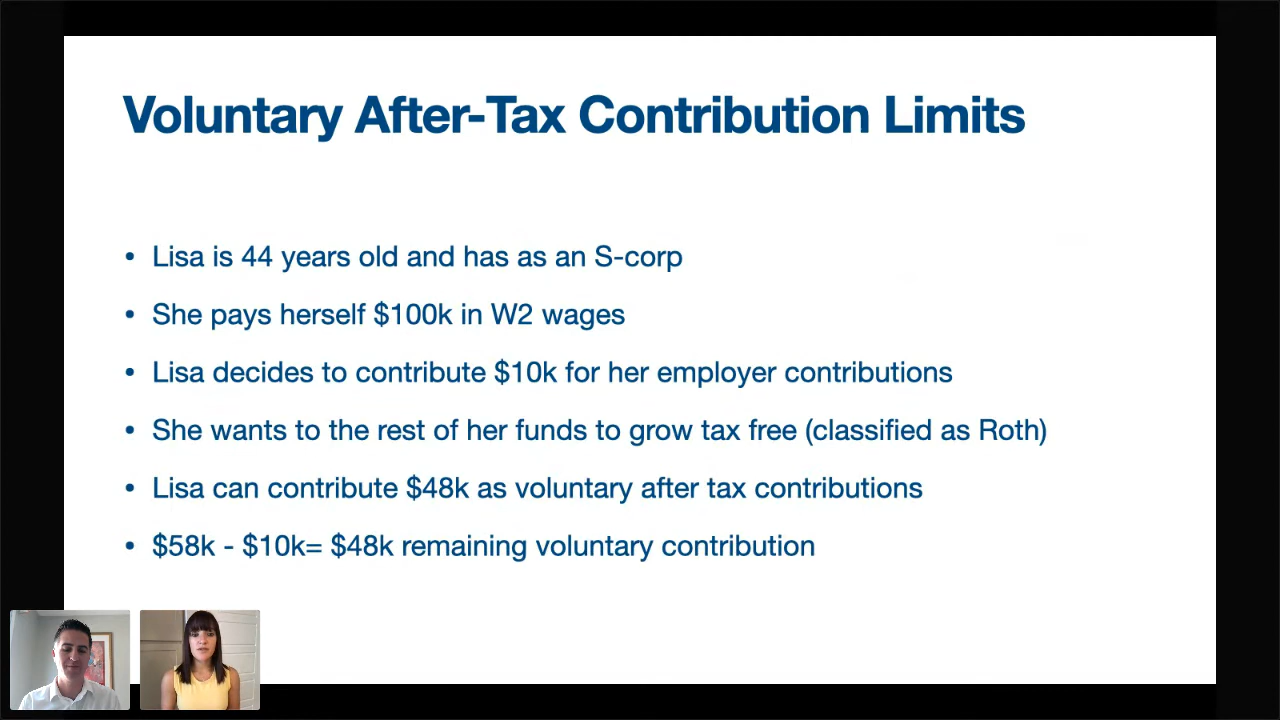 Voluntary After-Tax Contribution Limits
• Lisa is 44 years old and has as an S-corp
• She pays herself $100k in W2 wages
• Lisa decides to contribute $10k for her employer contributions
• She wants to the rest of her funds to grow tax free (classified as Roth)
• Lisa can contribute $48k as voluntary after tax contributions
• $58k - $10k= $48k remaining voluntary contribution